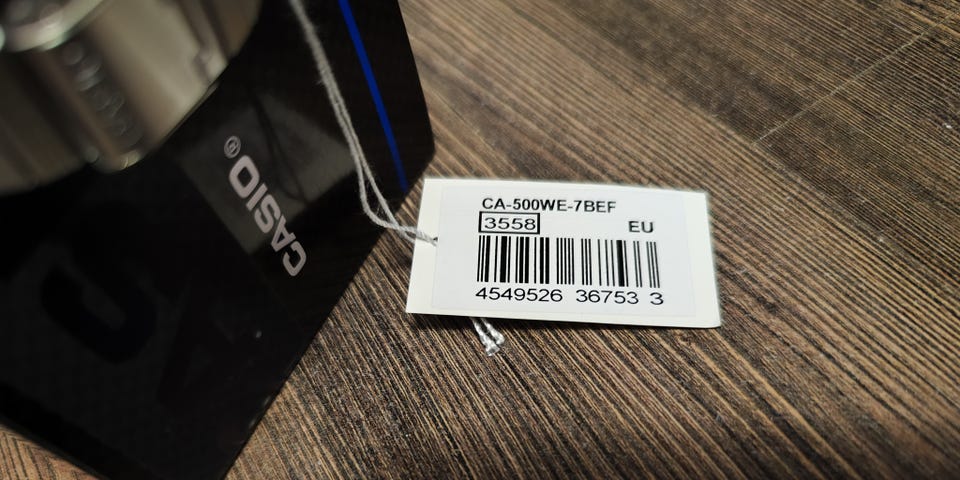 CASIO®
CA-500WE-7BEF
3558
EU
4549526 36753 3